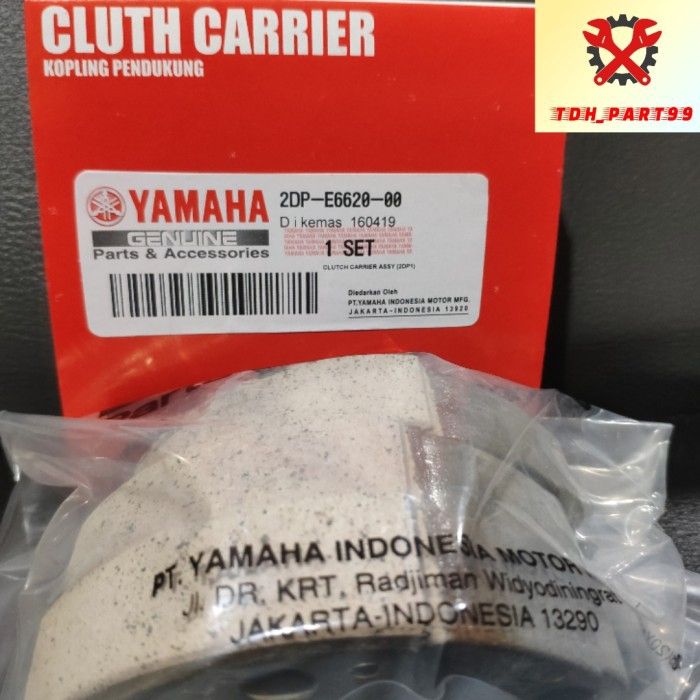 CLUTH CARRIER
KOPLING PENDUKUNG
TDH_PART99
YAMAHA
GENUINE
Parts & Accessories
2DP-E6620-00
Dikemas 160419
1 SET
CLUTCH CARRIER ASSY (2DP1)
Diedarkan Oleh
PT.YAMAHA INDONESIA MOTOR MFG.
JAKARTA-INDONESIA 13920
PT. YAMAHA INDONESIA MOTOR
Jl. DR. KRT. Radjiman Widyodiningrat
JAKARTA-INDONESIA 13290